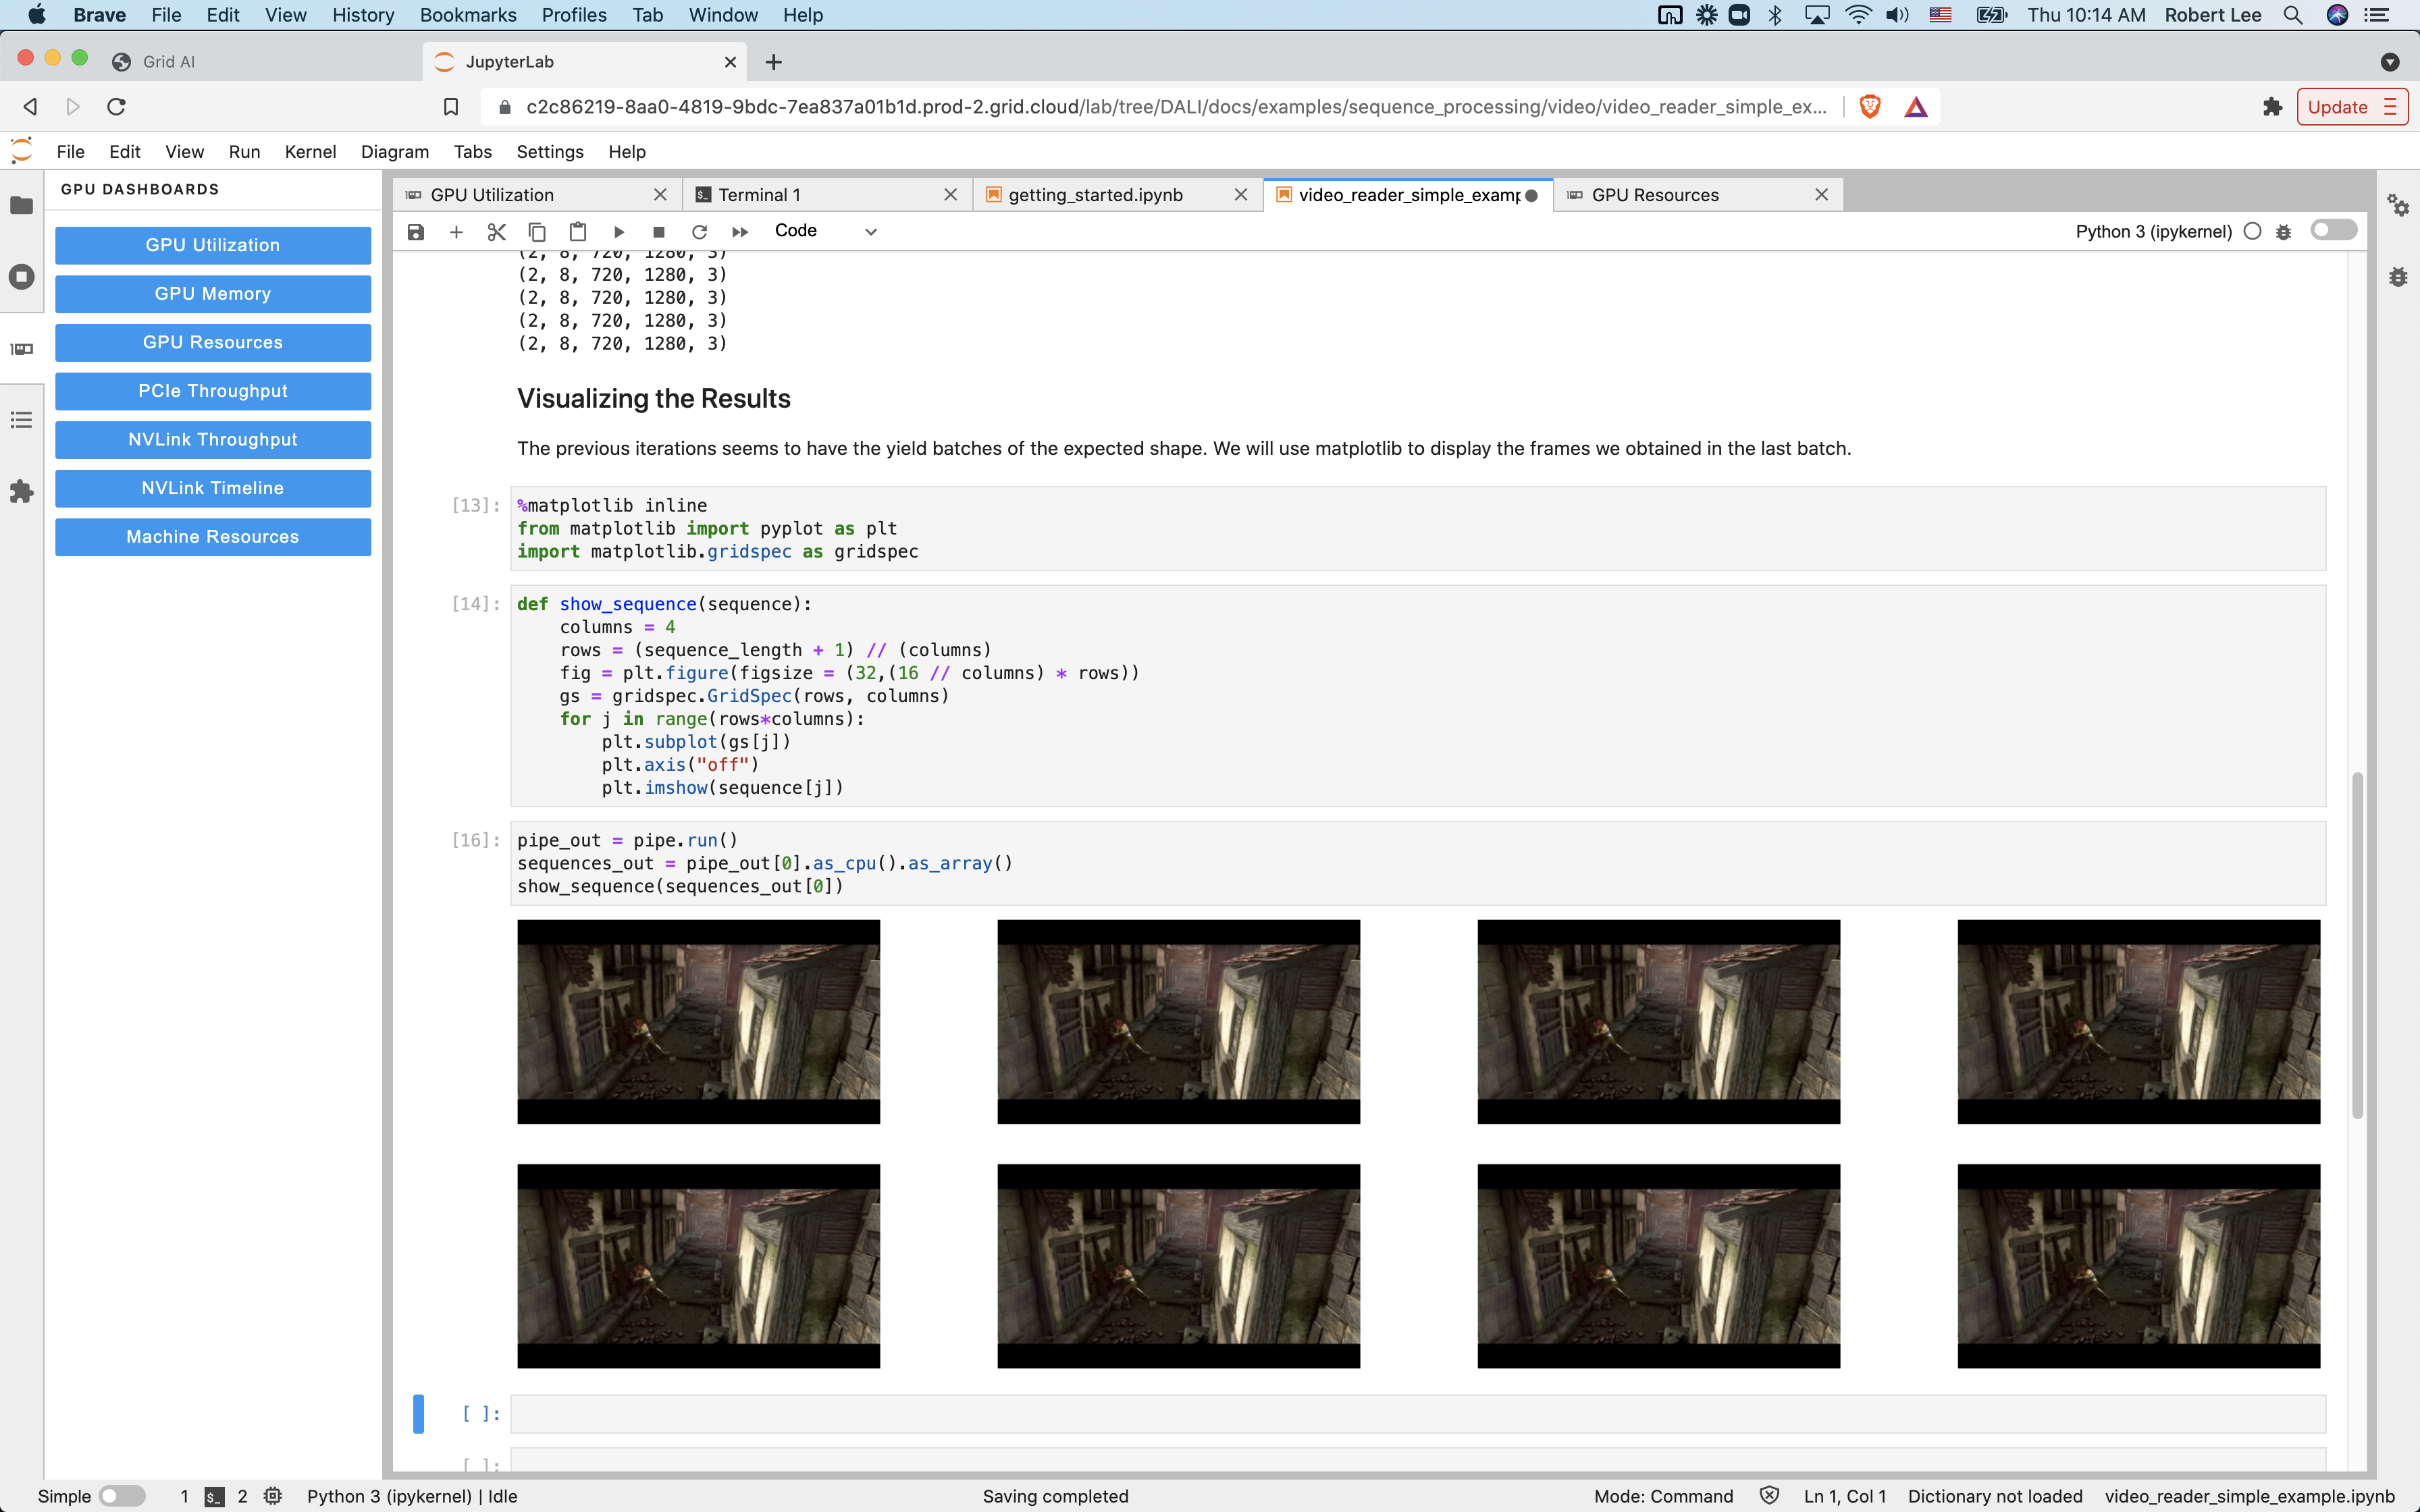 Brave File Edit View History Bookmarks Profiles Tab Window Help Thu 10:14 AM Robert Lee
Grid AI JupyterLab
c2c86219-8aa0-4819-9bdc-7ea837a01b1d.prod-2.grid.cloud/lab/tree/DALI/docs/examples/sequence_processing/video/video_reader_simple_ex... Update
File Edit View Run Kernel Diagram Tabs Settings Help
GPU DASHBOARDS
GPU Utilization
GPU Memory
GPU Resources
PCIe Throughput
NVLink Throughput
NVLink Timeline
Machine Resources
GPU Utilization Terminal 1 getting_started.ipynb video_reader_simple_examp GPU Resources
Code Python 3 (ipykernel)
(2, 8, 720, 1280, 3)
(2, 8, 720, 1280, 3)
(2, 8, 720, 1280, 3)
(2, 8, 720, 1280, 3)
(2, 8, 720, 1280, 3)
Visualizing the Results
The previous iterations seems to have the yield batches of the expected shape. We will use matplotlib to display the frames we obtained in the last batch.
[13]: %matplotlib inline
from matplotlib import pyplot as plt
import matplotlib.gridspec as gridspec
[14]: def show_sequence(sequence):
columns = 4
rows = (sequence_length + 1) // (columns)
fig = plt.figure(figsize = (32,(16 // columns) * rows))
gs = gridspec.GridSpec(rows, columns)
for j in range(rows*columns):
plt.subplot(gs[j])
plt.axis("off")
plt.imshow(sequence[j])
[16]: pipe_out = pipe.run()
sequences_out = pipe_out[0].as_cpu().as_array()
show_sequence(sequences_out[0])
[ ]:
[ ]:
Simple 1 $_ 2 Python 3 (ipykernel) | Idle Saving completed Mode: Command Ln 1, Col 1 Dictionary not loaded video_reader_simple_example.ipynb